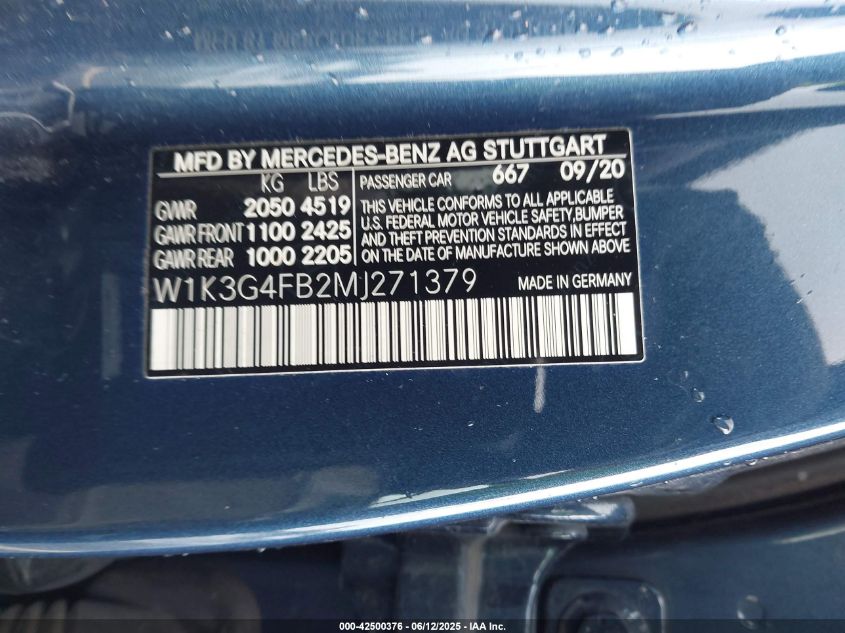 MFD BY MERCEDES-BENZ AG STUTTGART
KG LBS
GWR 2050 4519
GAWR FRONT 1100 2425
GAWR REAR 1000 2205
PASSENGER CAR 667 09/20
THIS VEHICLE CONFORMS TO ALL APPLICABLE
U.S. FEDERAL MOTOR VEHICLE SAFETY,BUMPER
AND THEFT PREVENTION STANDARDS IN EFFECT
ON THE DATE OF MANUFACTURE SHOWN ABOVE
W1K3G4FB2MJ271379
MADE IN GERMANY
000-42500376 - 06/12/2025 - IAA Inc.